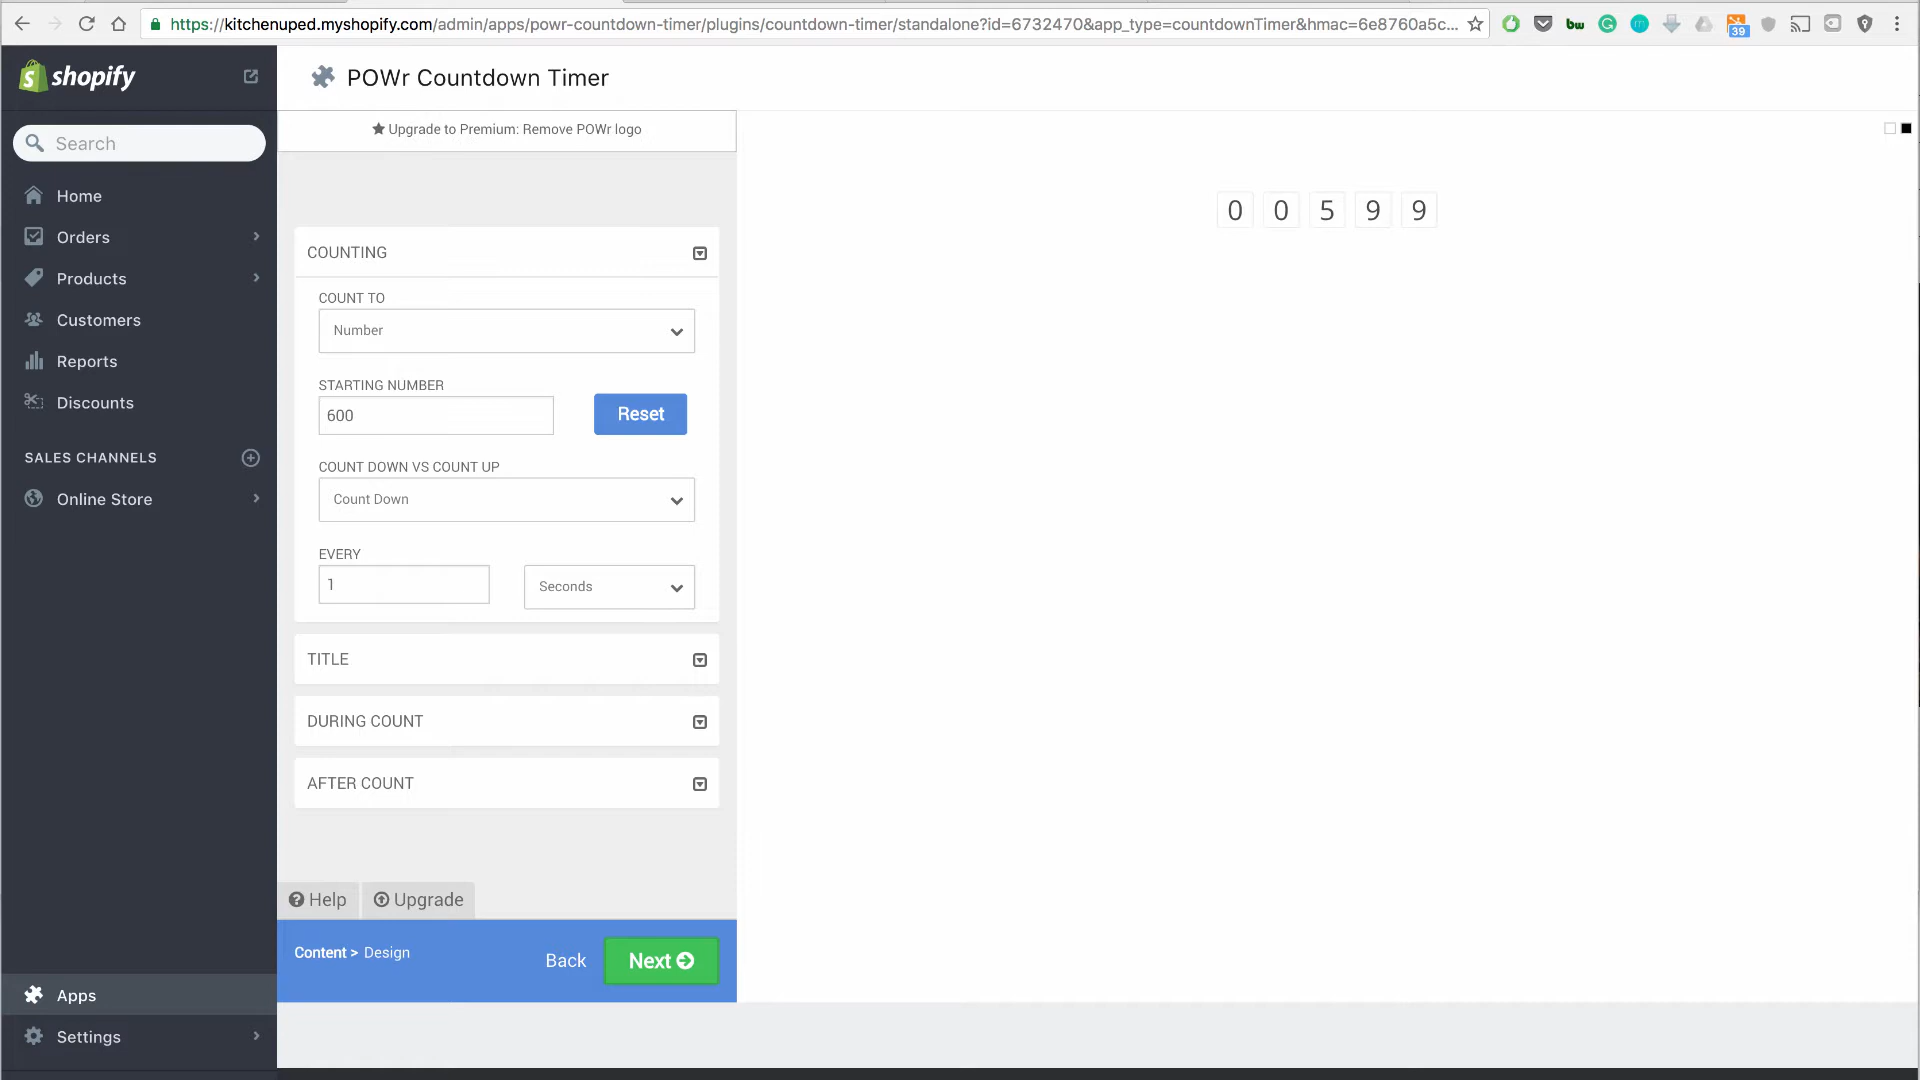 https://kitchenuped.myshopify.com/admin/apps/powr-countdown-timer/plugins/countdown-timer/standalone?id=6732470&app_type=countdownTimer&hmac=6e8760a5c...
bw
39
shopify
POWr Countdown Timer
Search
Upgrade to Premium: Remove POWr logo
Home
Orders
Products
Customers
Reports
Discounts
SALES CHANNELS
Online Store
Apps
Settings
COUNTING
COUNT TO
Number
STARTING NUMBER
600
Reset
COUNT DOWN VS COUNT UP
Count Down
EVERY
1
Seconds
TITLE
DURING COUNT
AFTER COUNT
Help
Upgrade
Content > Design
Back
Next
0 0 5 9 9